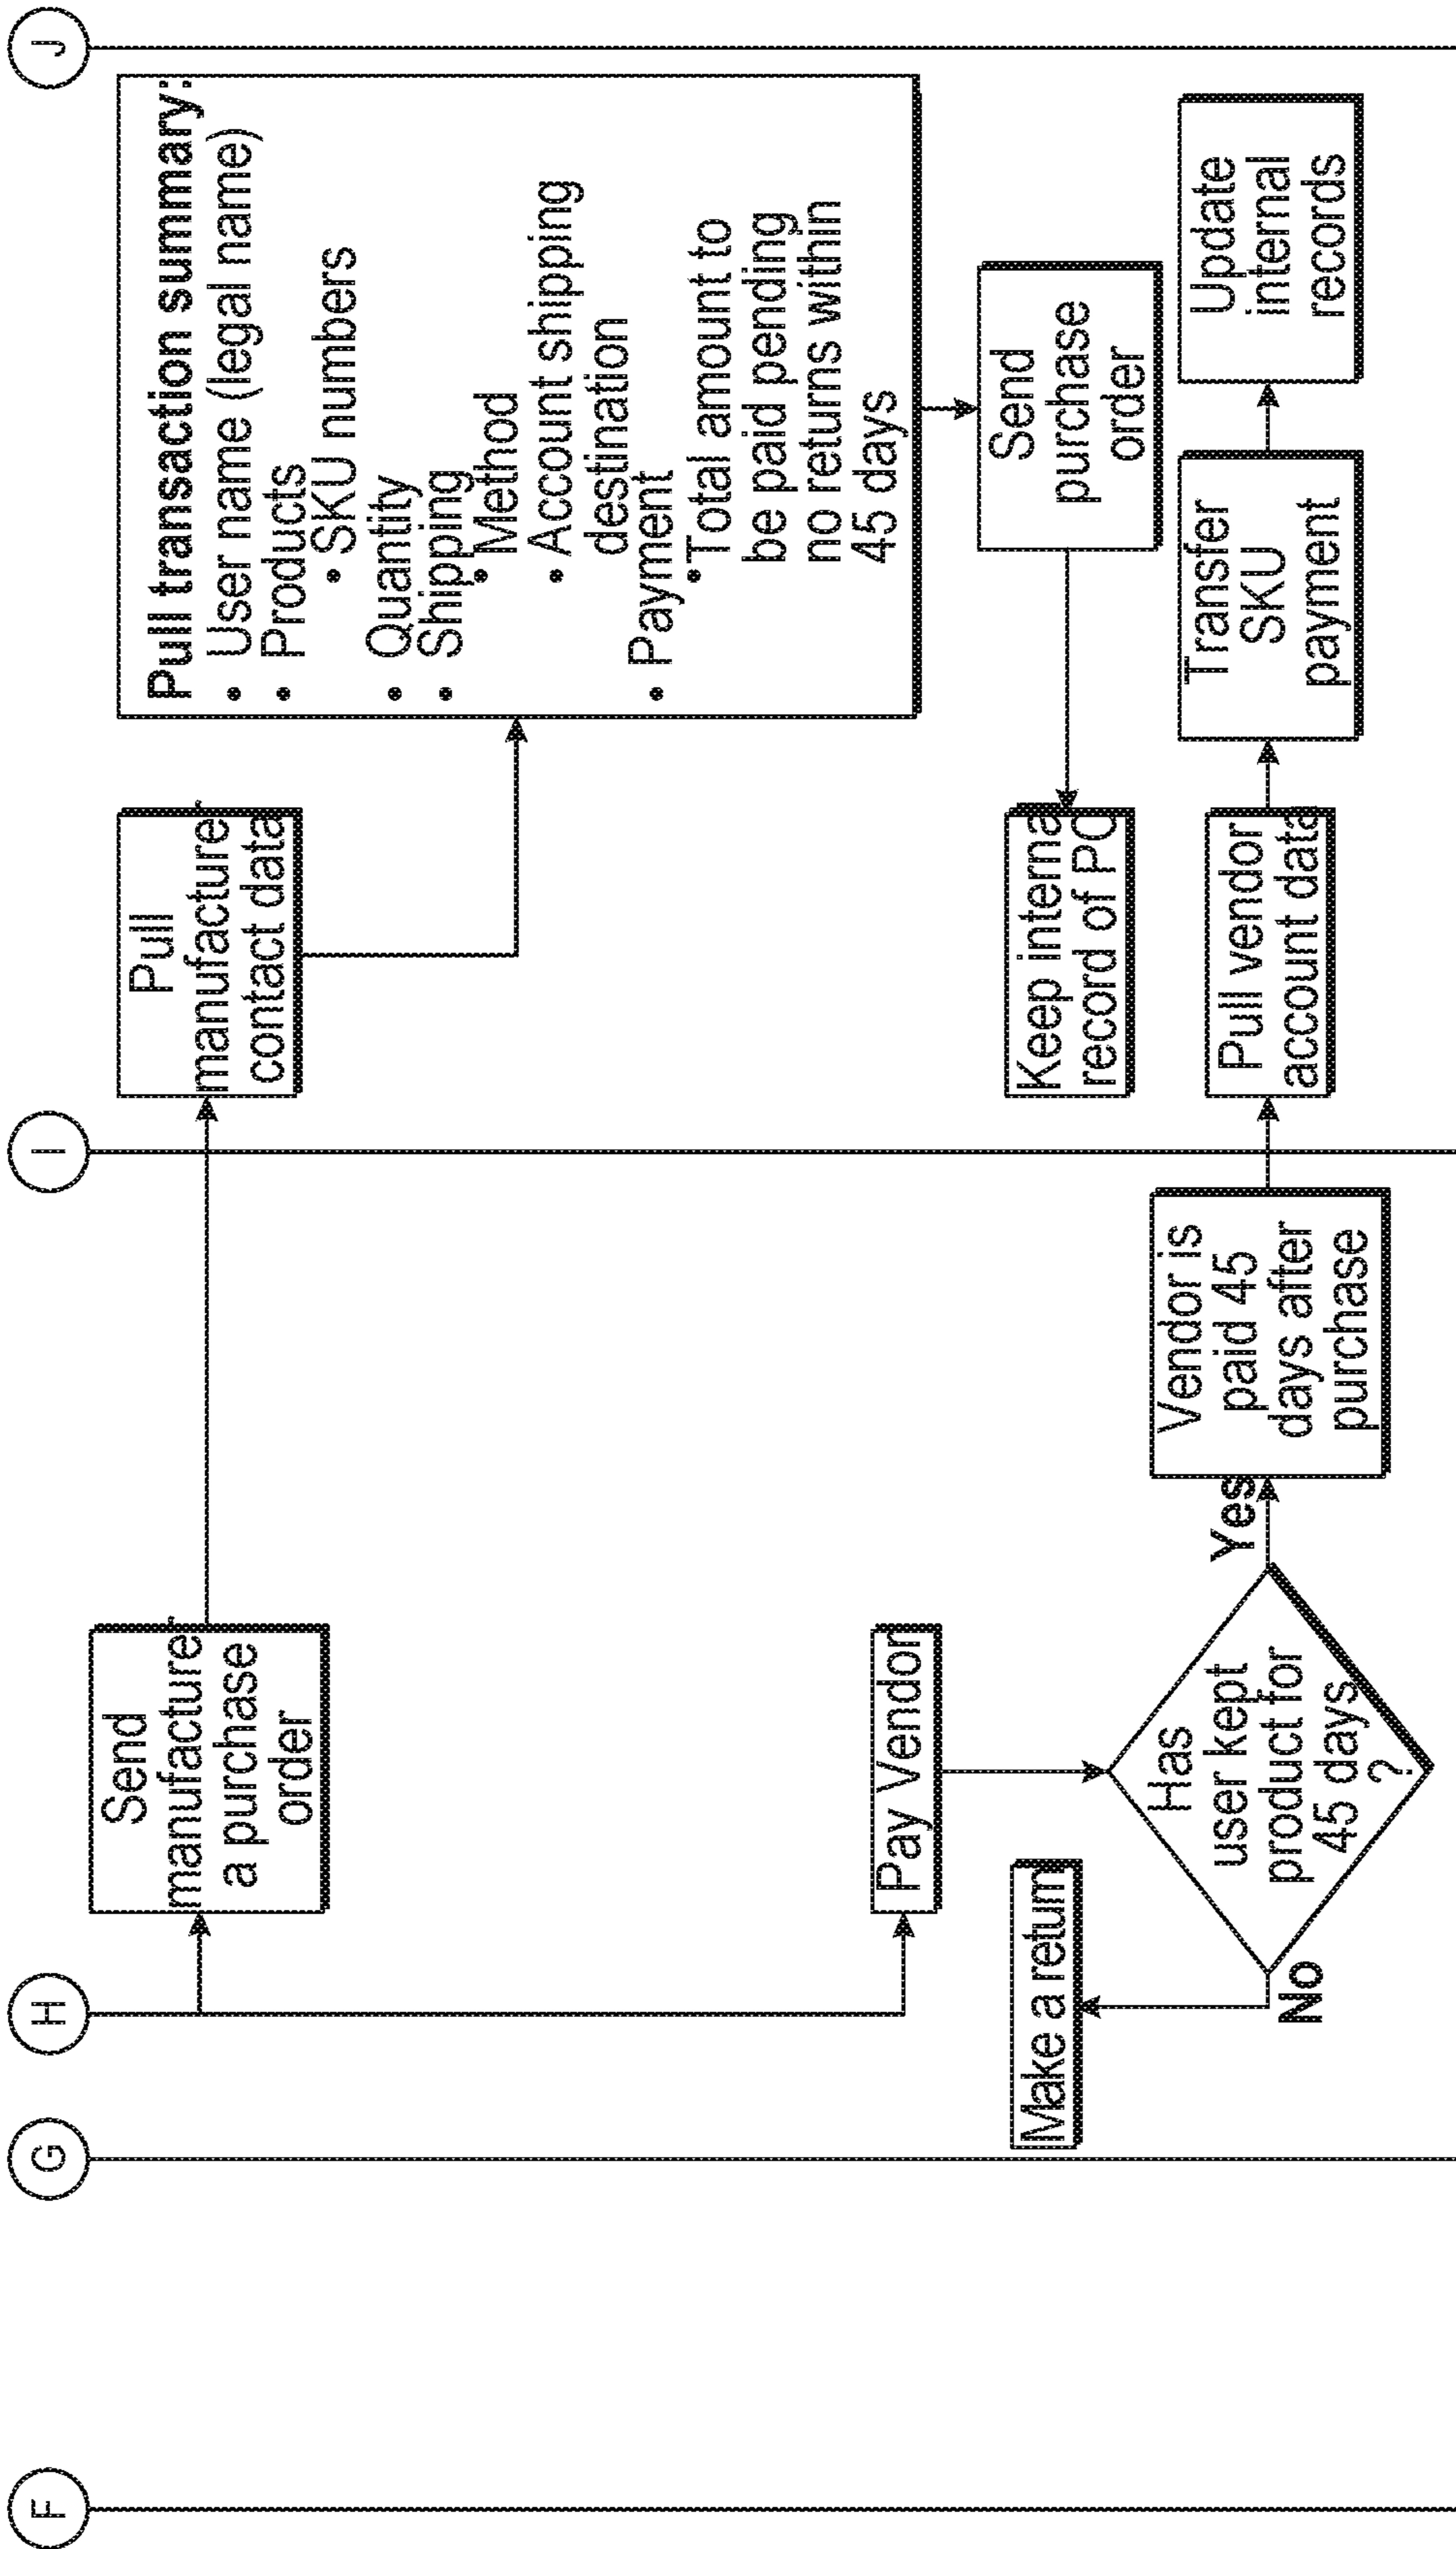 F
G
H
I
J
Send
manufacturer
a purchase
order
Pull
manufacturer
contact data
Pull transaction summary:
• User name (legal name)
• Products
• SKU numbers
• Quantity
• Shipping
• Method
• Account shipping
destination
• Payment
• Total amount to
be paid pending
no returns within
45 days
Send
purchase
order
Keep interna
record of PO
Pay Vendor
Make a return
Has
user kept
product for
45 days
?
No
Yes
Vendor is
paid 45
days after
purchase
Pull vendor
account data
Transfer
SKU
payment
Update
internal
records